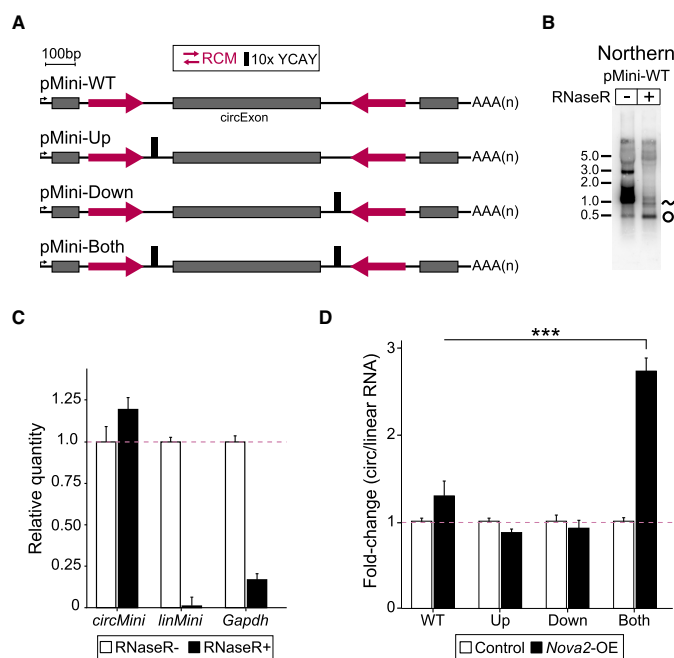 A
100bp
RCM 10x YCAY
pMini-WT
circExon
AAA(n)
pMini-Up
AAA(n)
pMini-Down
AAA(n)
pMini-Both
AAA(n)
B
Northern
pMini-WT
RNaseR - +
5.0
3.0
2.0
1.0 ~
0.5
C
Relative quantity
1.25
1.0
0.75
0.50
0.25
0
circMini linMini Gapdh
RNaseR- RNaseR+
D
Fold-change (circ/linear RNA)
3
2
1
0
***
WT Up Down Both
Control Nova2-OE